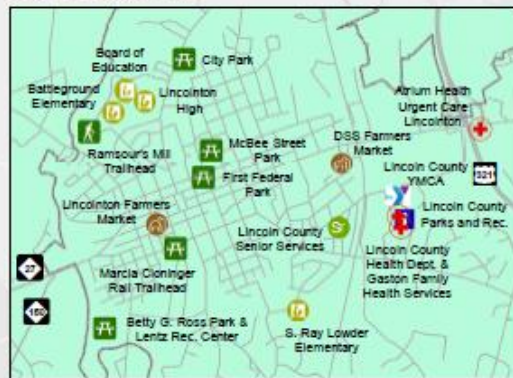 Board of
Education
City Park
Battleground
Elementary
Lincolnton
High
Atrium Health
Urgent Care
Lincolnton
Ramsour's Mill
Trailhead
McBee Street
Park
DSS Farmers
Market
First Federal
Park
Lincoln County
YMCA
321
Lincolnton Farmers
Market
Lincoln County
Senior Services
Lincoln County
Parks and Rec.
Marcia Cloninger
Rail Trailhead
Lincoln County
Health Dept. &
Gaston Family
Health Services
27
150
Betty G. Ross Park &
Lentz Rec. Center
S. Ray Lowder
Elementary